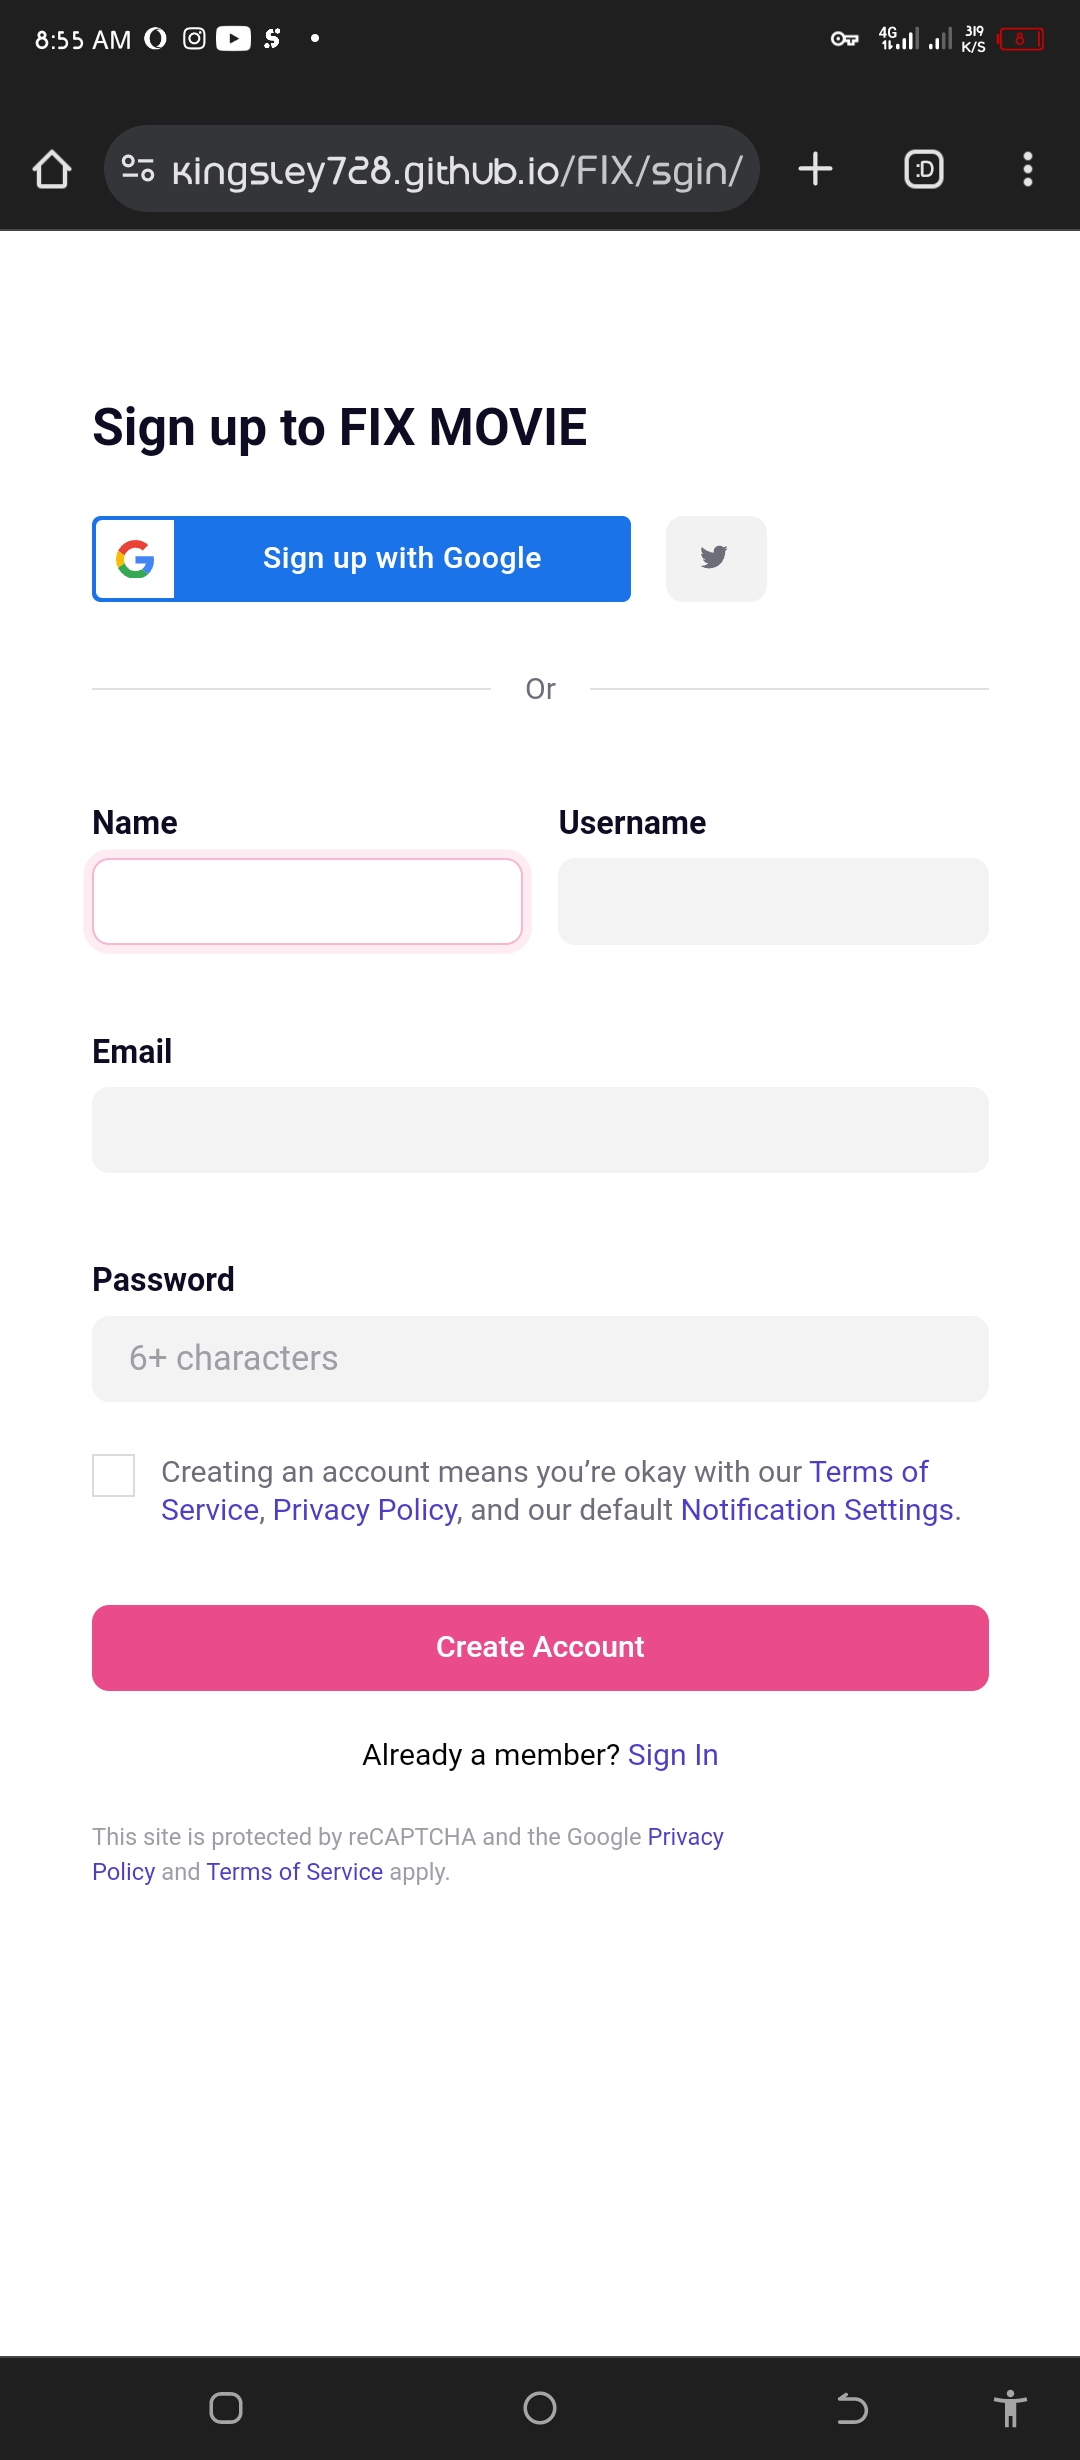 8:55 AM
4G
319
K/S
8
kingsley728.github.io/FIX/sgin/
:D
Sign up to FIX MOVIE
Sign up with Google
Or
Name
Username
Email
Password
6+ characters
Creating an account means you’re okay with our Terms of
Service, Privacy Policy, and our default Notification Settings.
Create Account
Already a member? Sign In
This site is protected by reCAPTCHA and the Google Privacy
Policy and Terms of Service apply.